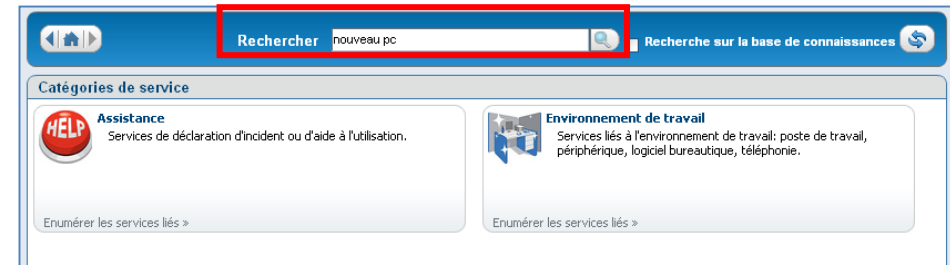 Rechercher nouveau pc Recherche sur la base de connaissances
Catégories de service
HELP
Assistance
Services de déclaration d'incident ou d'aide à l'utilisation.
Enumérer les services liés »
Environnement de travail
Services liés à l'environnement de travail: poste de travail,
périphérique, logiciel bureautique, téléphonie.
Enumérer les services liés »